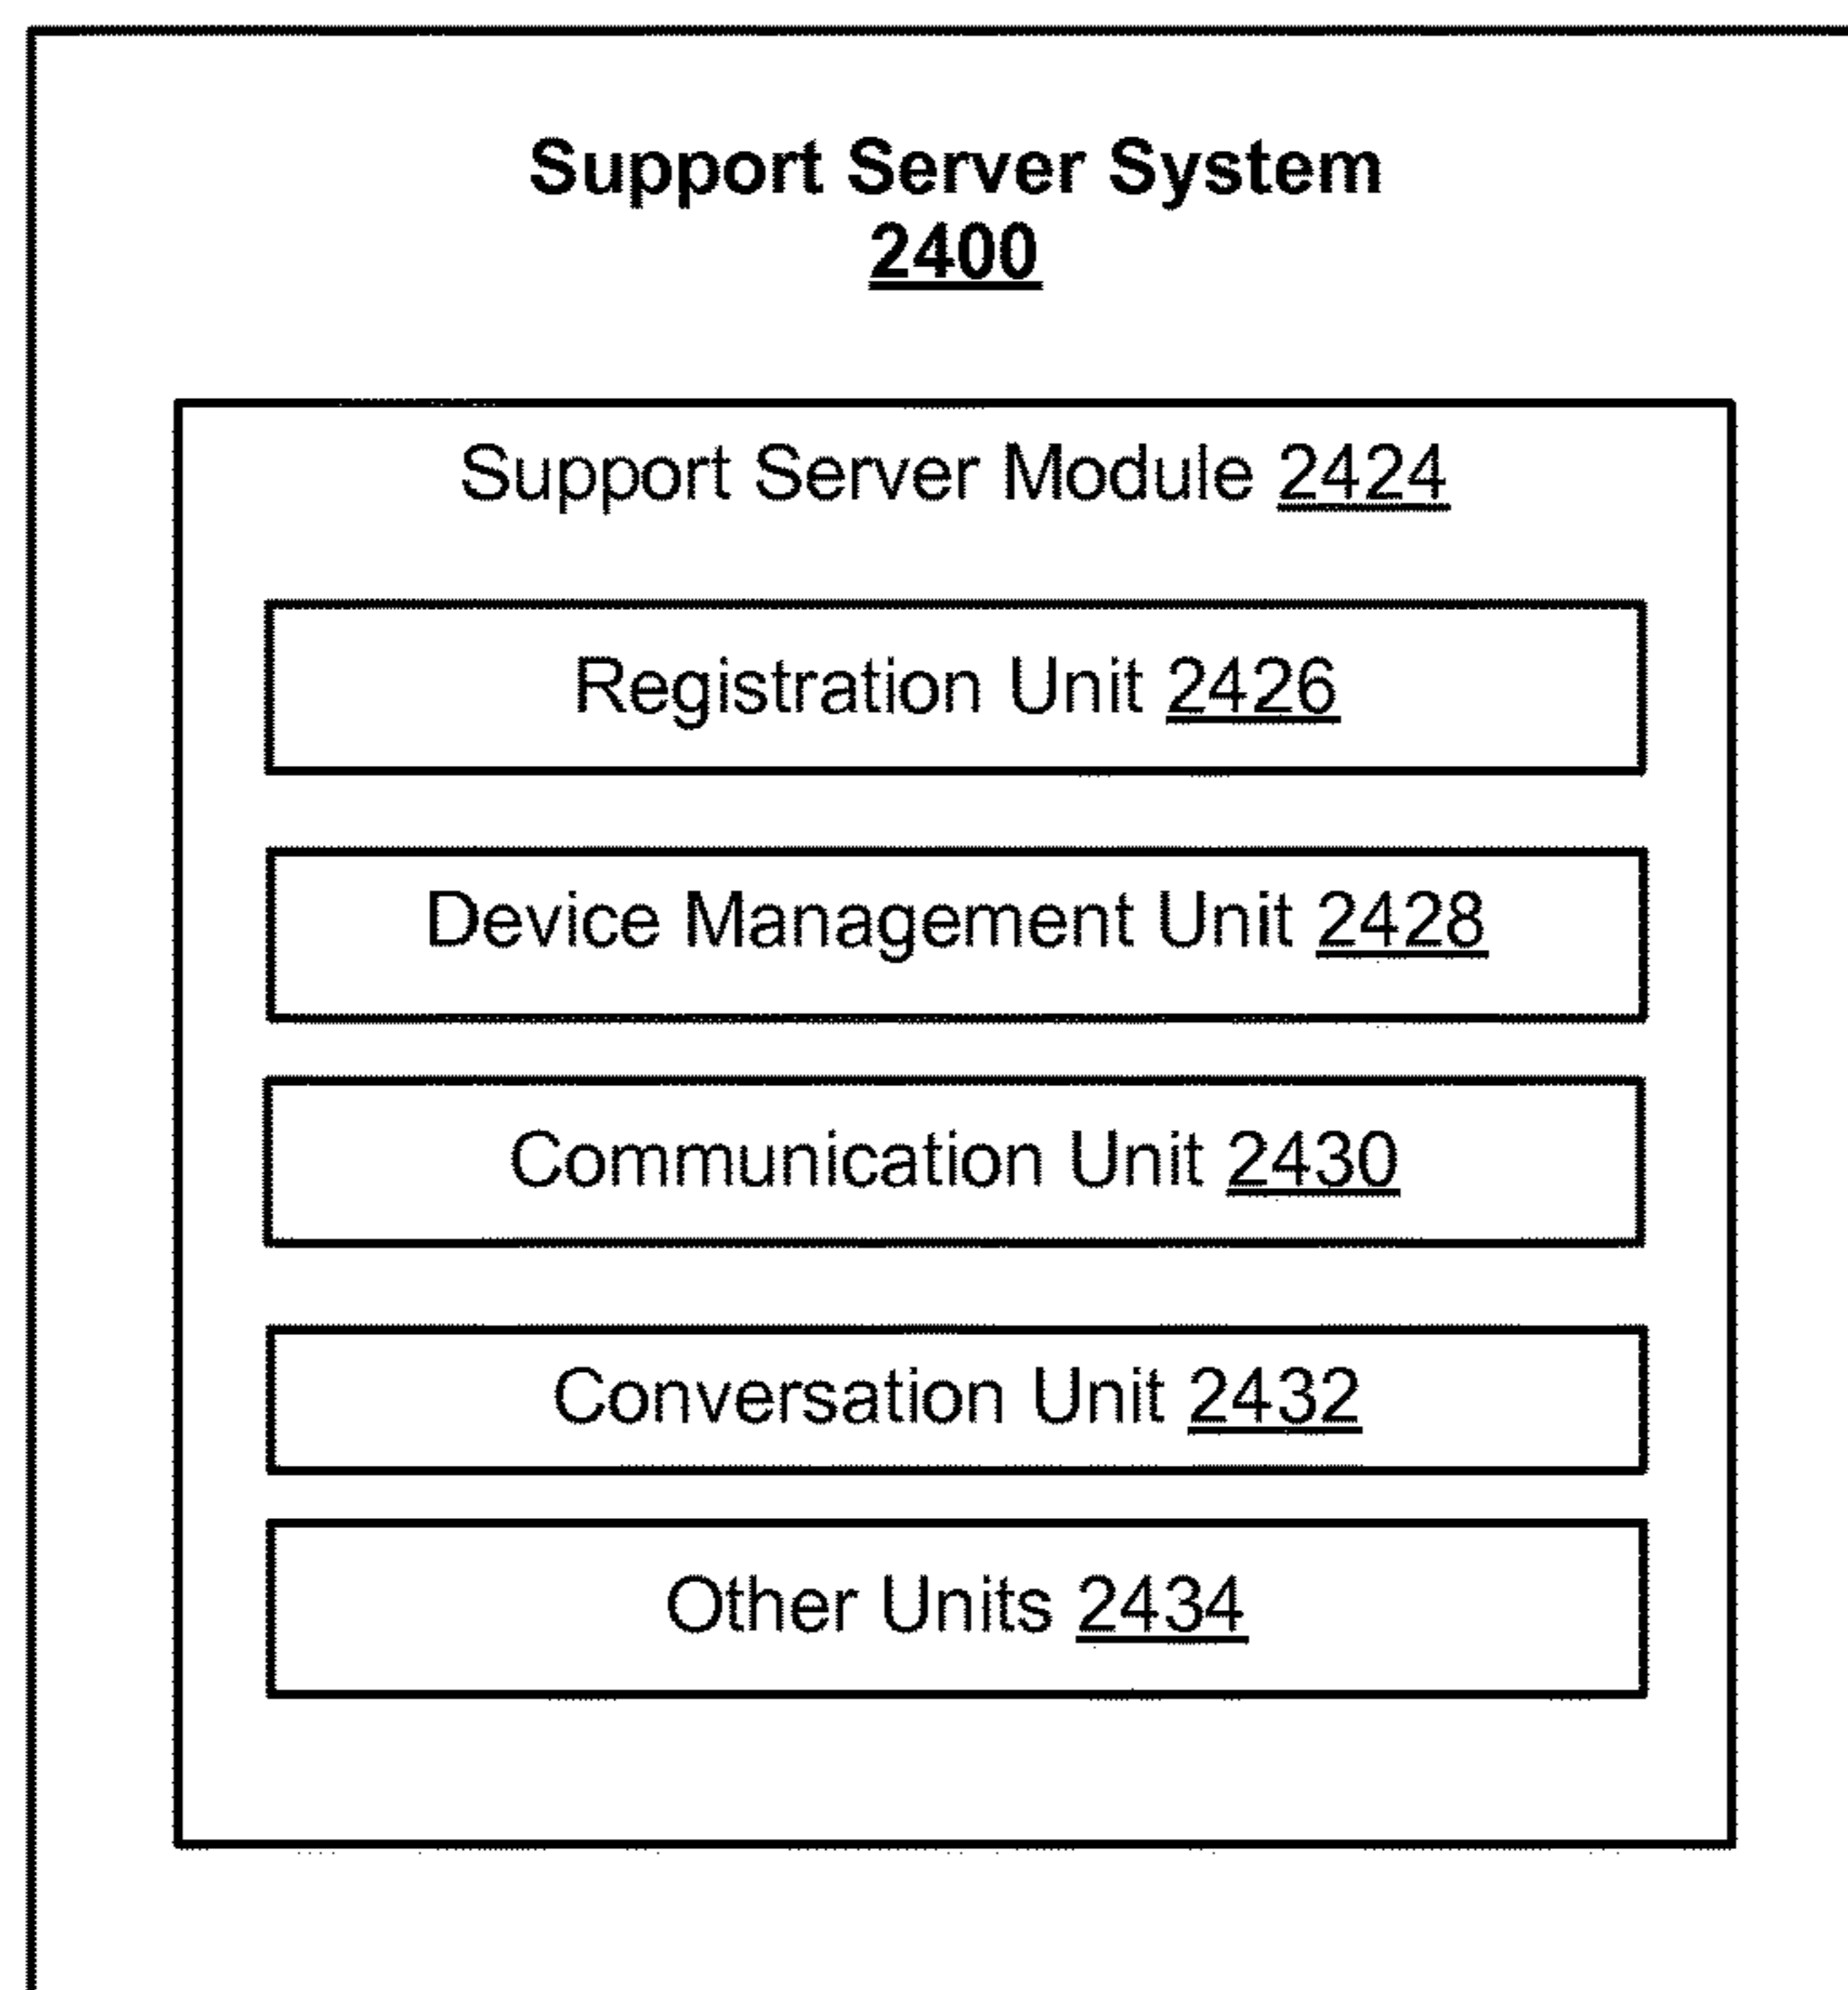 Support Server System
2400
Support Server Module 2424
Registration Unit 2426
Device Management Unit 2428
Communication Unit 2430
Conversation Unit 2432
Other Units 2434